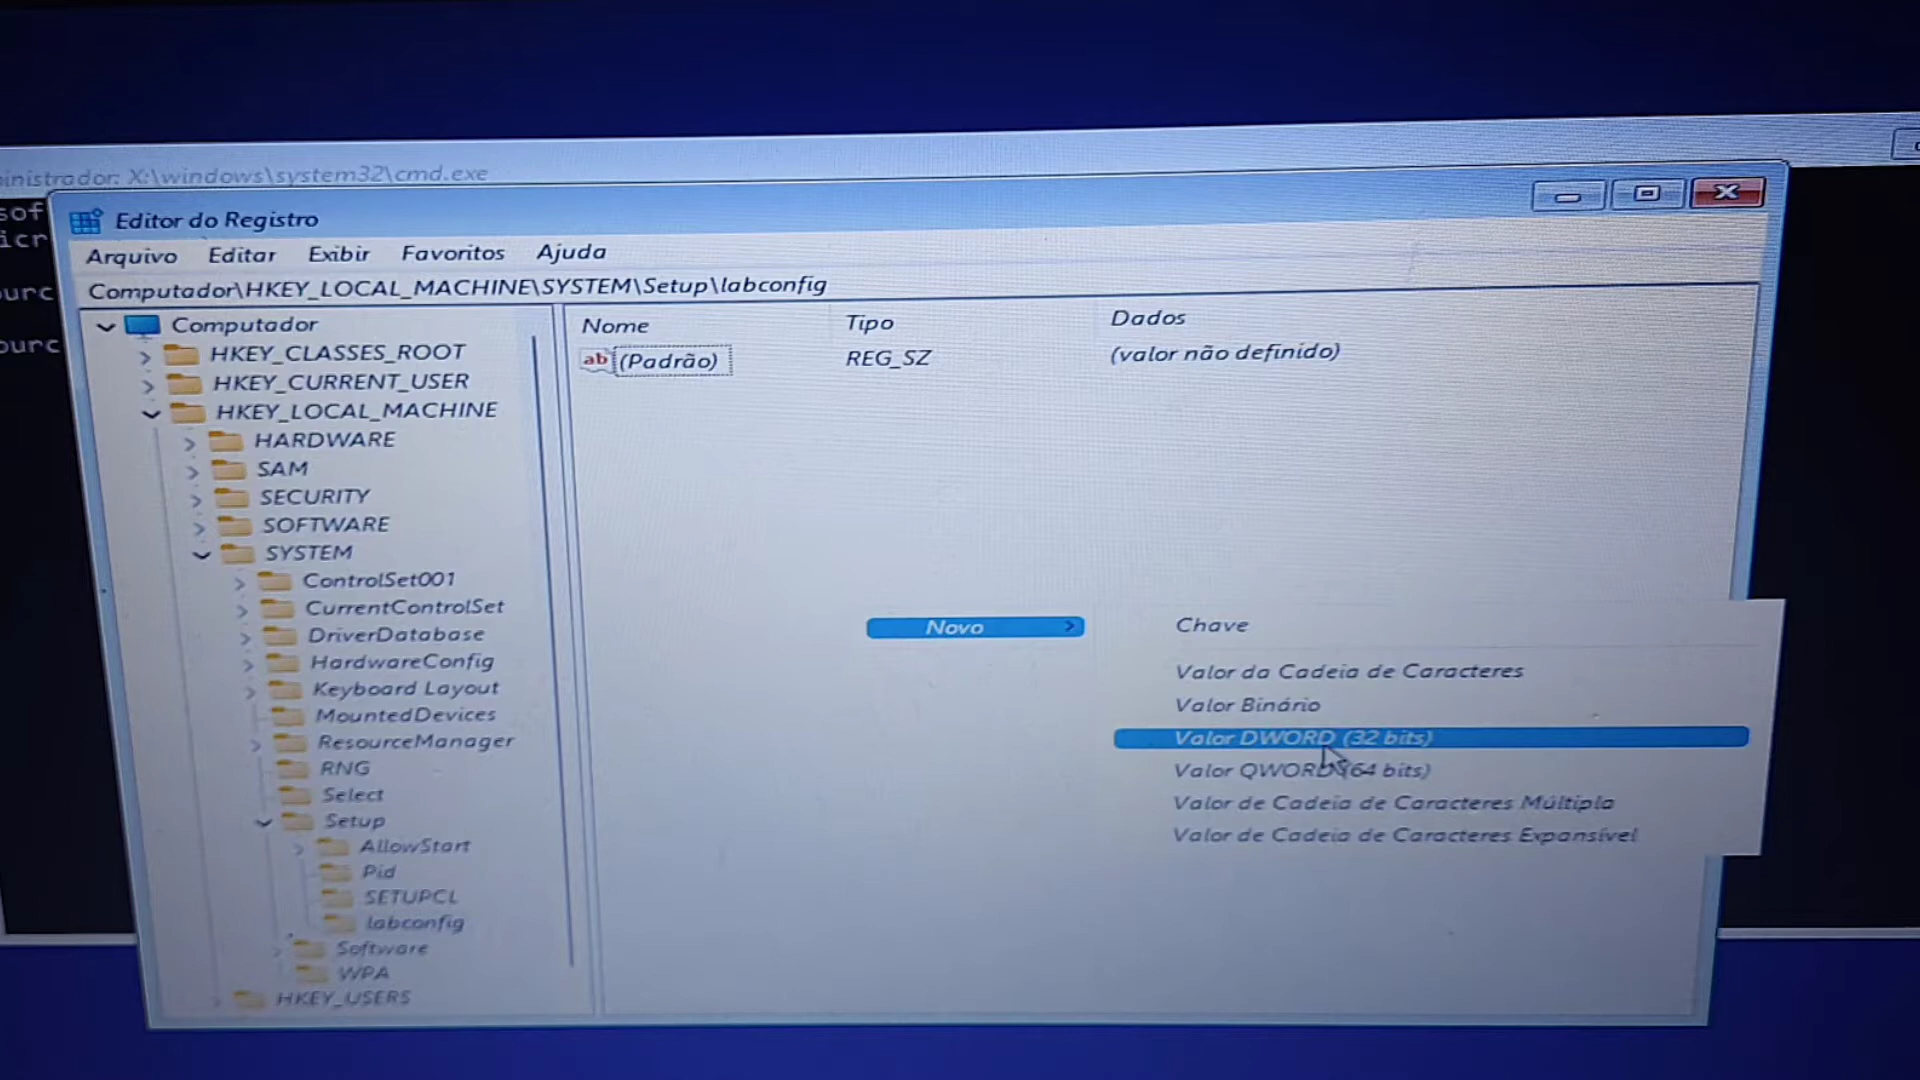 inistrador: X:\windows\system32\cmd.exe
sof
icr
ourc
ourc
Editor do Registro
Arquivo Editar Exibir Favoritos Ajuda
Computador\HKEY_LOCAL_MACHINE\SYSTEM\Setup\labconfig
Computador
HKEY_CLASSES_ROOT
HKEY_CURRENT_USER
HKEY_LOCAL_MACHINE
HARDWARE
SAM
SECURITY
SOFTWARE
SYSTEM
ControlSet001
CurrentControlSet
DriverDatabase
HardwareConfig
Keyboard Layout
MountedDevices
ResourceManager
RNG
Select
Setup
AllowStart
Pid
SETUPCL
labconfig
Software
WPA
HKEY_USERS
Nome Tipo Dados
ab (Padrão) REG_SZ (valor não definido)
Novo
Chave
Valor da Cadeia de Caracteres
Valor Binário
Valor DWORD (32 bits)
Valor QWORD (64 bits)
Valor de Cadeia de Caracteres Múltipla
Valor de Cadeia de Caracteres Expansível